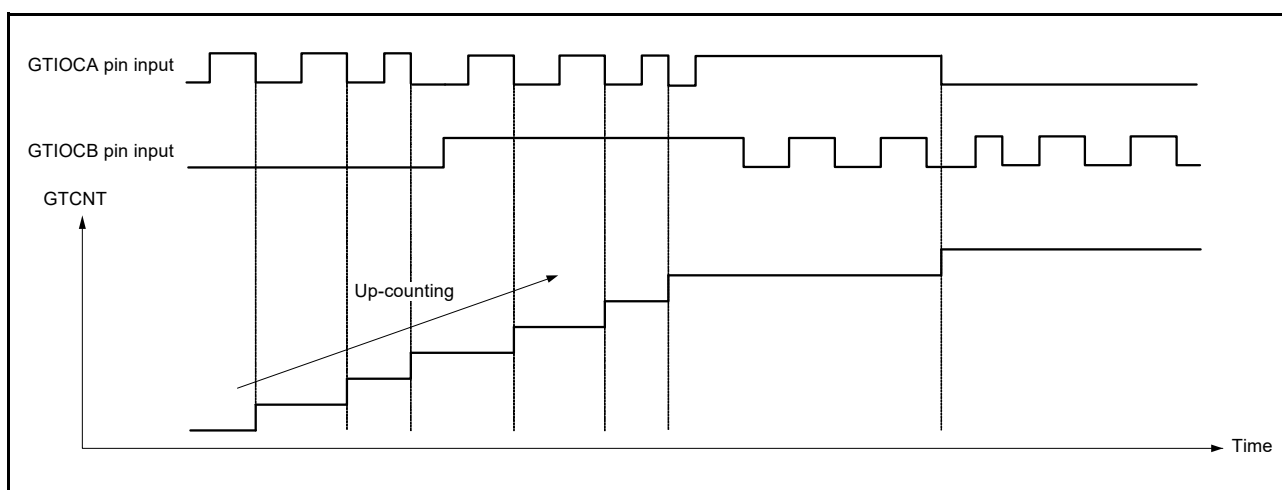 GTIOCA pin input
GTIOCB pin input
GTCNT
Up-counting
Time